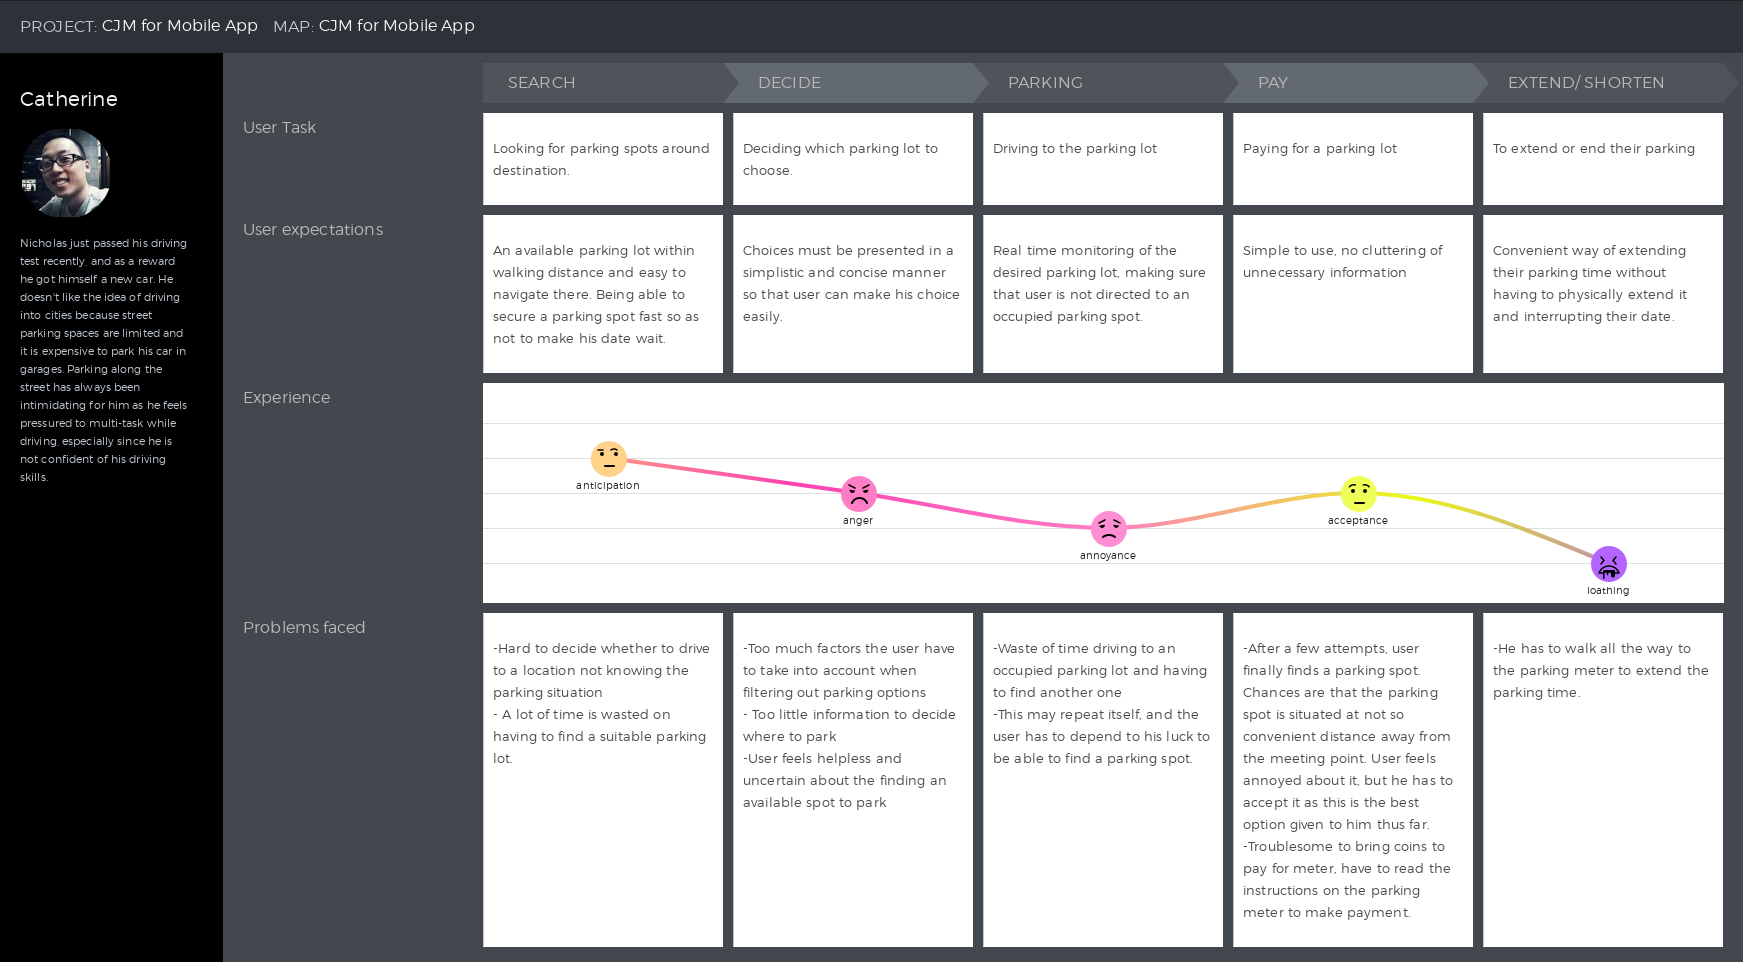 PROJECT: CJM for Mobile App MAP: CJM for Mobile App
Catherine
Nicholas just passed his driving
test recently, and as a reward
he got himself a new car. He
doesn't like the idea of driving
into cities because street
parking spaces are limited and
it is expensive to park his car in
garages. Parking along the
street has always been
intimidating for him as he feels
pressured to multi-task while
driving, especially since he is
not confident of his driving
skills.
SEARCH
DECIDE
PARKING
PAY
EXTEND/ SHORTEN
User Task
Looking for parking spots around
destination.
Deciding which parking lot to
choose.
Driving to the parking lot
Paying for a parking lot
To extend or end their parking
User expectations
An available parking lot within
walking distance and easy to
navigate there. Being able to
secure a parking spot fast so as
not to make his date wait.
Choices must be presented in a
simplistic and concise manner
so that user can make his choice
easily.
Real time monitoring of the
desired parking lot, making sure
that user is not directed to an
occupied parking spot.
Simple to use, no cluttering of
unnecessary information
Convenient way of extending
their parking time without
having to physically extend it
and interrupting their date.
Experience
anticipation
anger
annoyance
acceptance
loathing
Problems faced
-Hard to decide whether to drive
to a location not knowing the
parking situation
- A lot of time is wasted on
having to find a suitable parking
lot.
-Too much factors the user have
to take into account when
filtering out parking options
- Too little information to decide
where to park
-User feels helpless and
uncertain about the finding an
available spot to park
-Waste of time driving to an
occupied parking lot and having
to find another one
-This may repeat itself, and the
user has to depend to his luck to
be able to find a parking spot.
-After a few attempts, user
finally finds a parking spot.
Chances are that the parking
spot is situated at not so
convenient distance away from
the meeting point. User feels
annoyed about it, but he has to
accept it as this is the best
option given to him thus far.
-Troublesome to bring coins to
pay for meter, have to read the
instructions on the parking
meter to make payment.
-He has to walk all the way to
the parking meter to extend the
parking time.